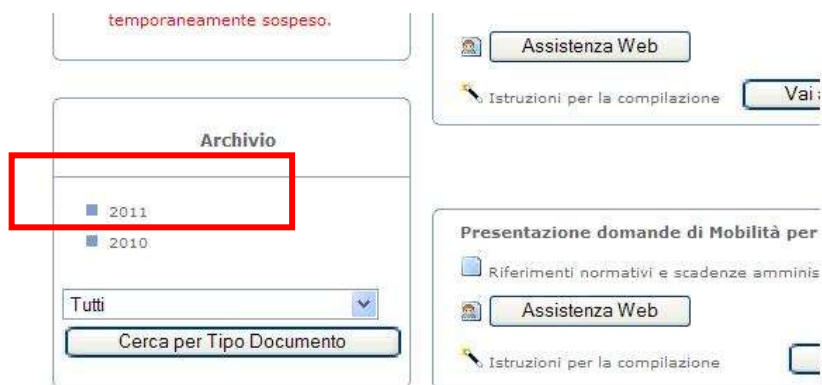 temporaneamente sospeso.
Archivio
2011
2010
Tutti
Cerca per Tipo Documento
Assistenza Web
Istruzioni per la compilazione
Vai
Presentazione domande di Mobilità per
Riferimenti normativi e scadenze amminis
Assistenza Web
Istruzioni per la compilazione